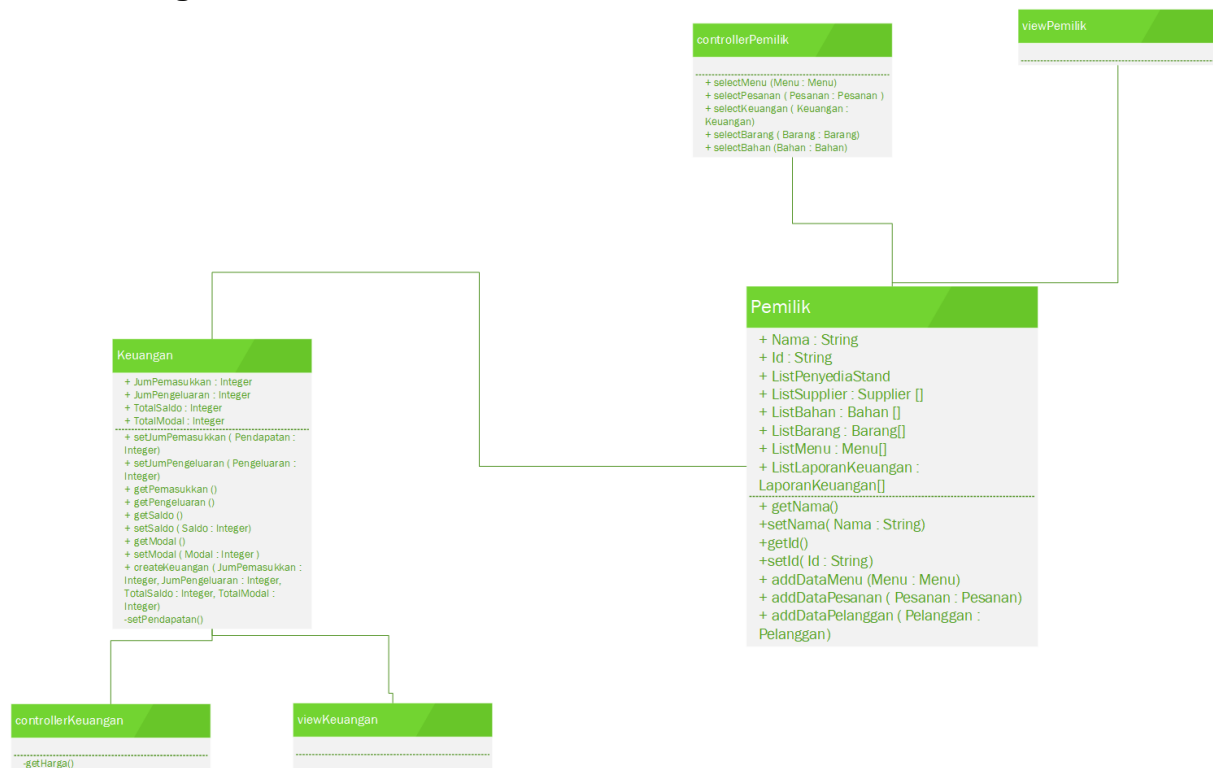 controllerPemilik
+ selectMenu (Menu : Menu)
+ selectPesanan ( Pesanan : Pesanan )
+ selectKeuangan ( Keuangan :
Keuangan)
+ selectBarang ( Barang : Barang)
+ selectBahan (Bahan : Bahan)
viewPemilik
Pemilik
+ Nama : String
+ Id : String
+ ListPenyediaStand
+ ListSupplier : Supplier []
+ ListBahan : Bahan []
+ ListBarang : Barang[]
+ ListMenu : Menu[]
+ ListLaporanKeuangan :
LaporanKeuangan[]
+ getNama()
+setNama( Nama : String)
+getId()
+setId( Id : String)
+ addDataMenu (Menu : Menu)
+ addDataPesanan ( Pesanan : Pesanan)
+ addDataPelanggan ( Pelanggan :
Pelanggan)
Keuangan
+ JumPemasukkan : Integer
+ JumPengeluaran : Integer
+ TotalSaldo : Integer
+ TotalModal : Integer
+ setJumPemasukkan ( Pendapatan :
Integer)
+ setJumPengeluaran ( Pengeluaran :
Integer)
+ getPemasukkan ()
+ getPengeluaran ()
+ getSaldo ()
+ setSaldo ( Saldo : Integer)
+ getModal ()
+ setModal ( Modal : Integer )
+ createKeuangan ( JumPemasukkan :
Integer, JumPengeluaran : Integer,
TotalSaldo : Integer, TotalModal :
Integer)
-setPendapatan()
controllerKeuangan
-getHarga()
viewKeuangan